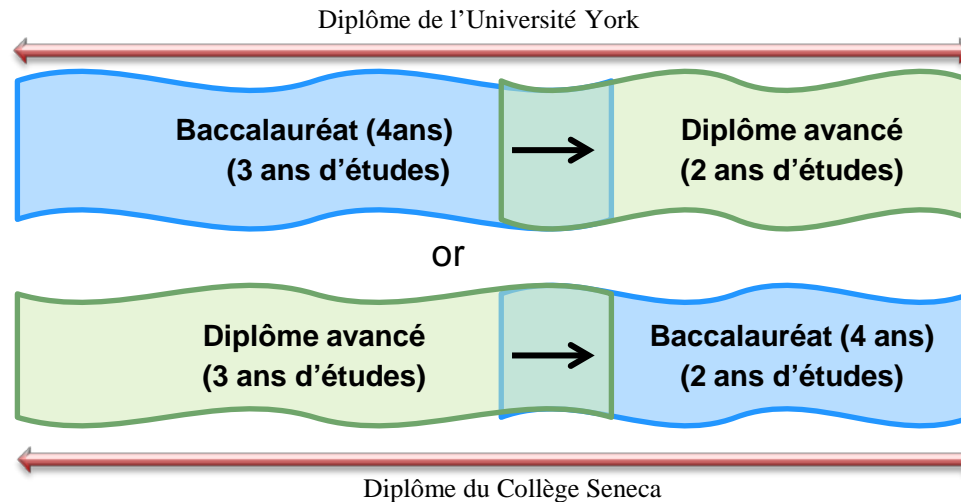 Diplôme de l’Université York
Baccalauréat (4ans)
(3 ans d’études)
Diplôme avancé
(2 ans d’études)
or
Diplôme avancé
(3 ans d’études)
Baccalauréat (4 ans)
(2 ans d’études)
Diplôme du Collège Seneca